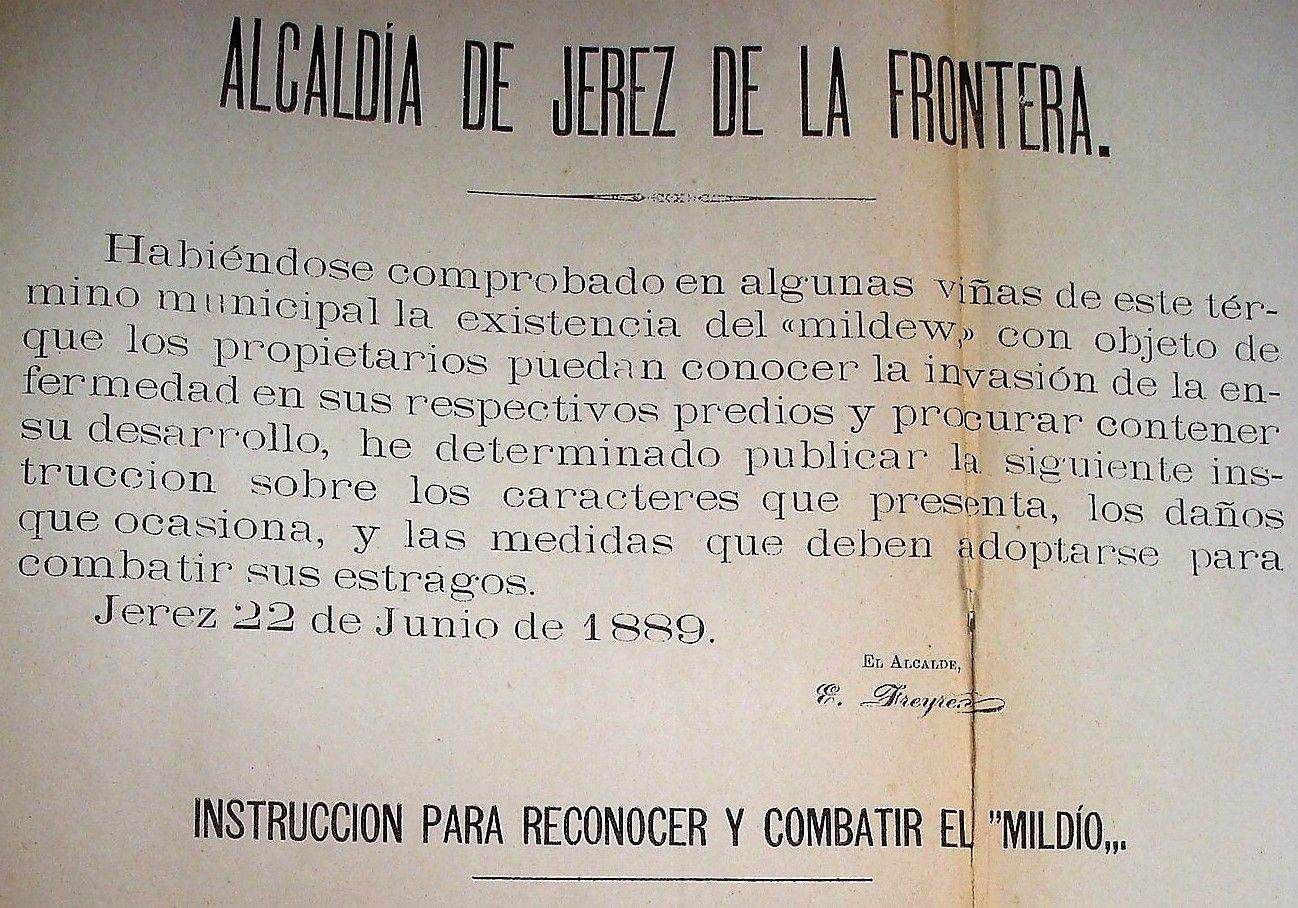 ALCALDÍA DE JEREZ DE LA FRONTERA.
Habiéndose comprobado en algunas viñas de este tér-
mino municipal la existencia del «mildew,» con objeto de
que los propietarios puedan conocer la invasión de la en-
fermedad en sus respectivos predios y procurar contener
su desarrollo, he determinado publicar la siguiente ins-
truccion sobre los caracteres que presenta, los daños
que ocasiona, y las medidas que deben adoptarse para
combatir sus estragos.
Jerez 22 de Junio de 1889.
EL ALCALDE,
E. Freyre.
INSTRUCCION PARA RECONOCER Y COMBATIR EL "MILDÍO„.